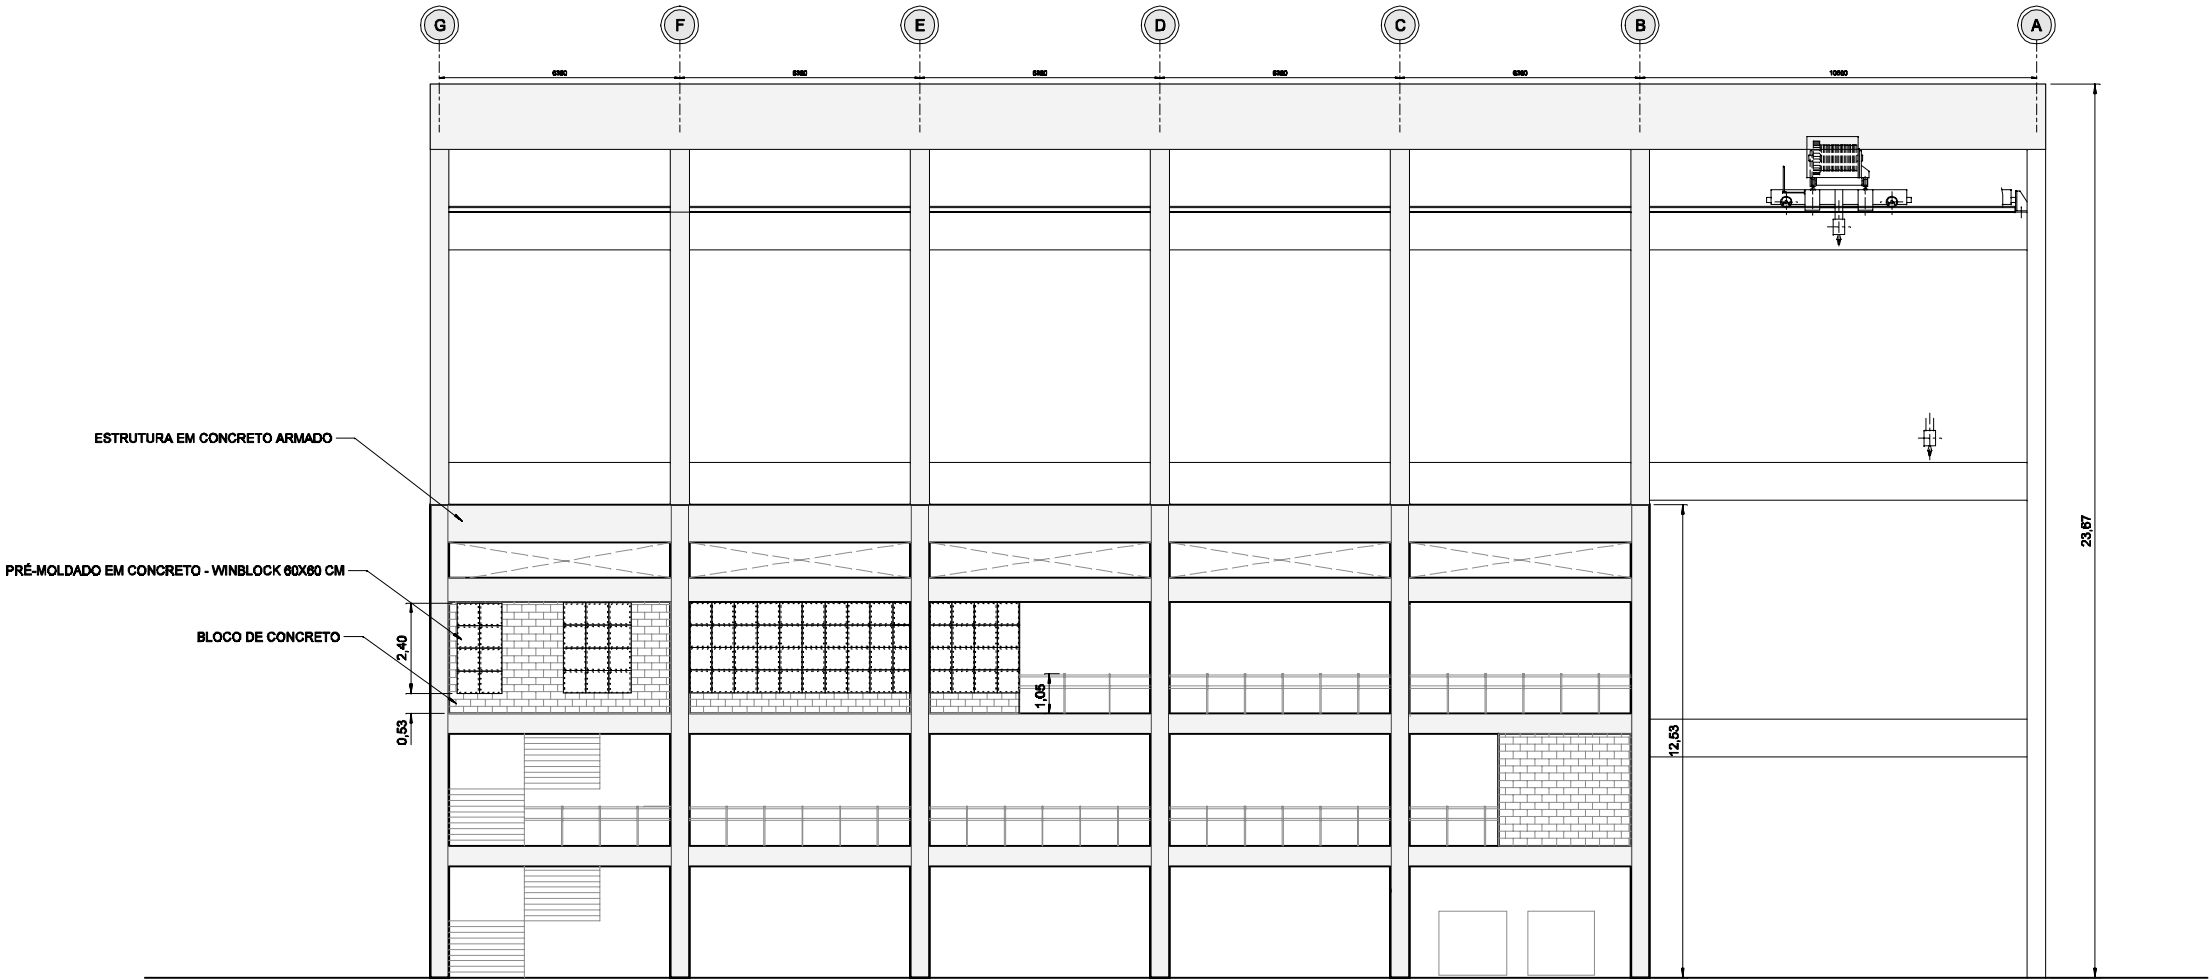 G F E D C B A
ESTRUTURA EM CONCRETO ARMADO
PRÉ-MOLDADO EM CONCRETO - WINBLOCK 60X60 CM
BLOCO DE CONCRETO
2,40
0,53
1,05
12,53
23,67